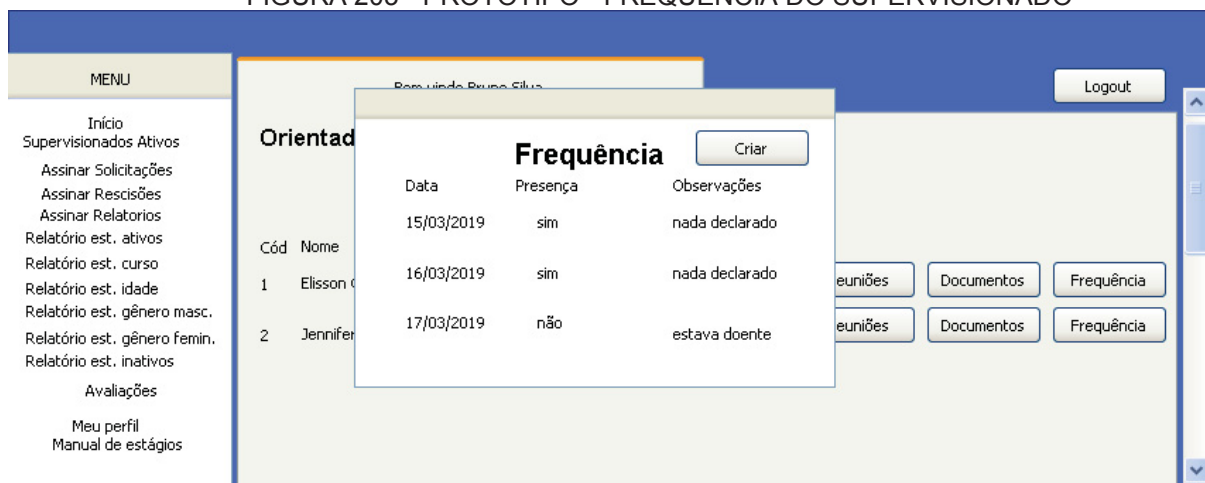 MENU
Início
Supervisionados Ativos
Assinar Solicitações
Assinar Rescisões
Assinar Relatorios
Relatório est. ativos
Relatório est. curso
Relatório est. idade
Relatório est. gênero masc.
Relatório est. gênero femin.
Relatório est. inativos
Avaliações
Meu perfil
Manual de estágios
Logout
Orientad
Cód Nome
1 Elisson
euniões Documentos Frequência
2 Jennifer
euniões Documentos Frequência
Frequência Criar
Data Presença Observações
15/03/2019 sim nada declarado
16/03/2019 sim nada declarado
17/03/2019 não estava doente